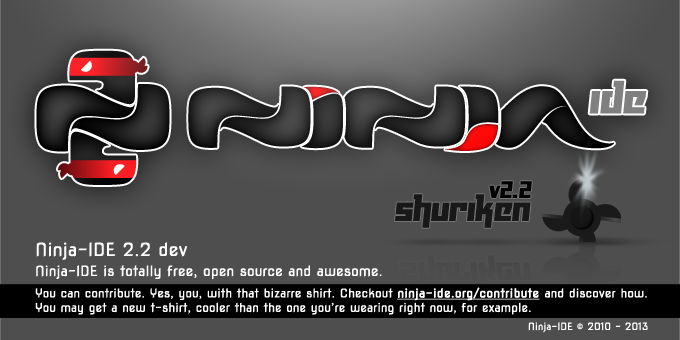 NINJA
IDE
v2.2
shuriken
Ninja-IDE 2.2 dev
Ninja-IDE is totally free, open source and awesome.
You can contribute. Yes, you, with that bizarre shirt. Checkout ninja-ide.org/contribute and discover how.
You may get a new t-shirt, cooler than the one you're wearing right now, for example.
Ninja-IDE © 2010 - 2013